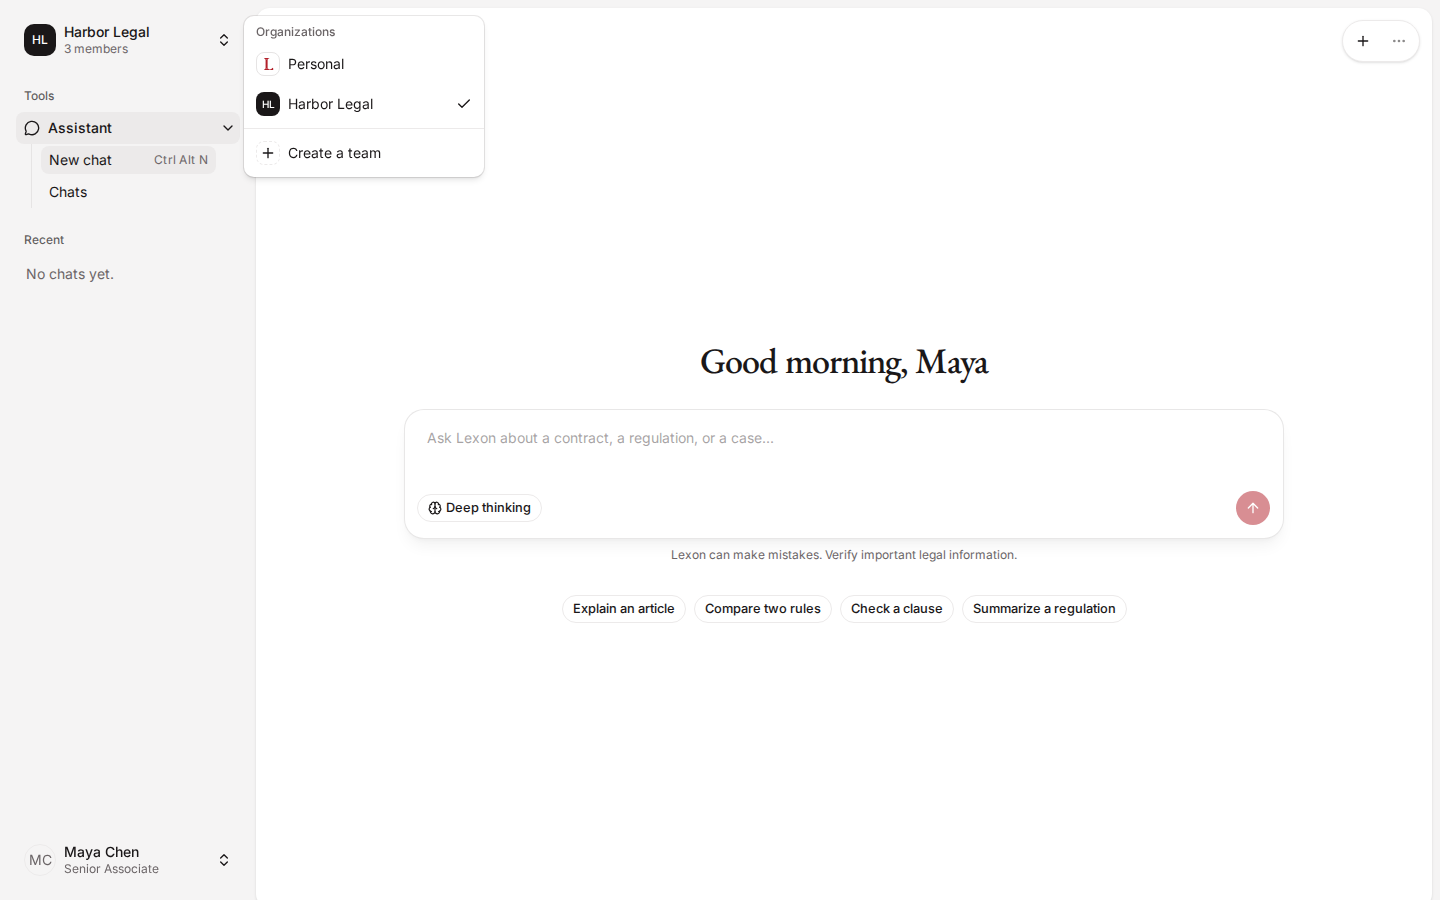 HL
Harbor Legal
3 members
Tools
Assistant
New chat
Ctrl Alt N
Chats
Recent
No chats yet.
MC
Maya Chen
Senior Associate
Organizations
L
Personal
HL
Harbor Legal
Create a team
Good morning, Maya
Ask Lexon about a contract, a regulation, or a case...
Deep thinking
Lexon can make mistakes. Verify important legal information.
Explain an article
Compare two rules
Check a clause
Summarize a regulation